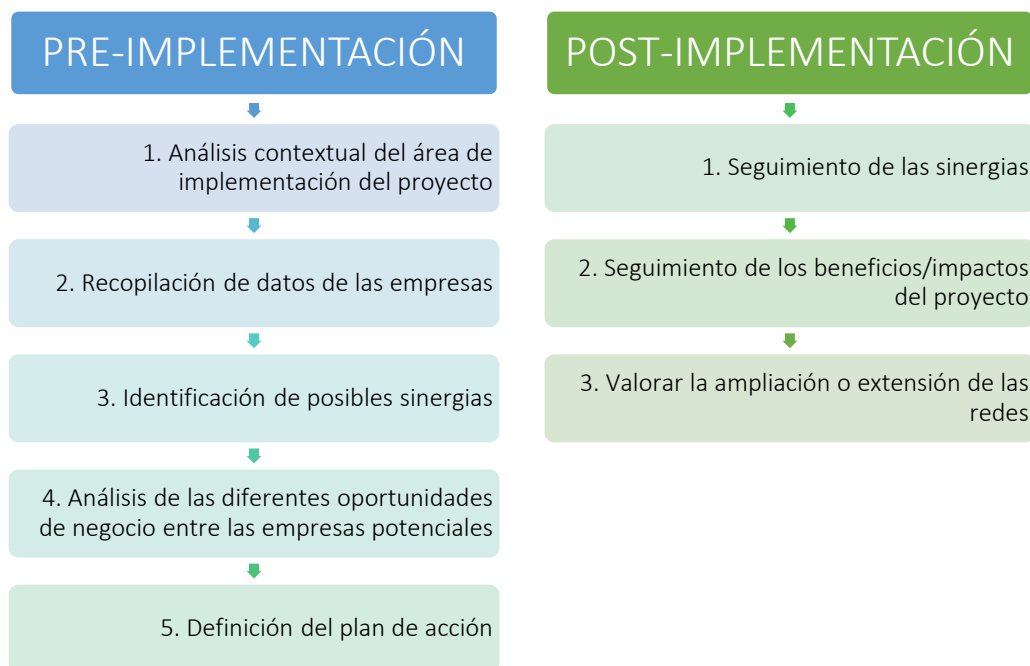 PRE-IMPLEMENTACIÓN
1. Análisis contextual del área de
implementación del proyecto
2. Recopilación de datos de las empresas
3. Identificación de posibles sinergias
4. Análisis de las diferentes oportunidades
de negocio entre las empresas potenciales
5. Definición del plan de acción
POST-IMPLEMENTACIÓN
1. Seguimiento de las sinergias
2. Seguimiento de los beneficios/impactos
del proyecto
3. Valorar la ampliación o extensión de las
redes